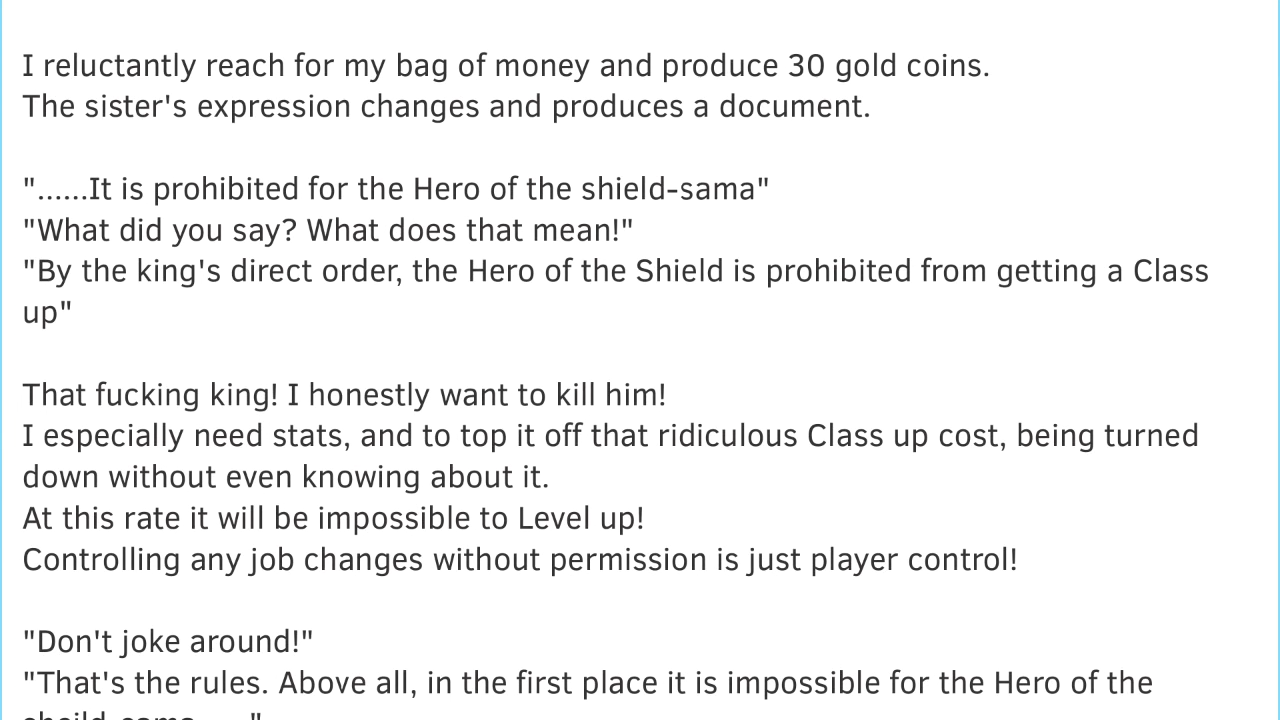 I reluctantly reach for my bag of money and produce 30 gold coins.
The sister's expression changes and produces a document.
"......It is prohibited for the Hero of the shield-sama"
"What did you say? What does that mean!"
"By the king's direct order, the Hero of the Shield is prohibited from getting a Class
up"
That fucking king! I honestly want to kill him!
I especially need stats, and to top it off that ridiculous Class up cost, being turned
down without even knowing about it.
At this rate it will be impossible to Level up!
Controlling any job changes without permission is just player control!
"Don't joke around!"
"That's the rules. Above all, in the first place it is impossible for the Hero of the